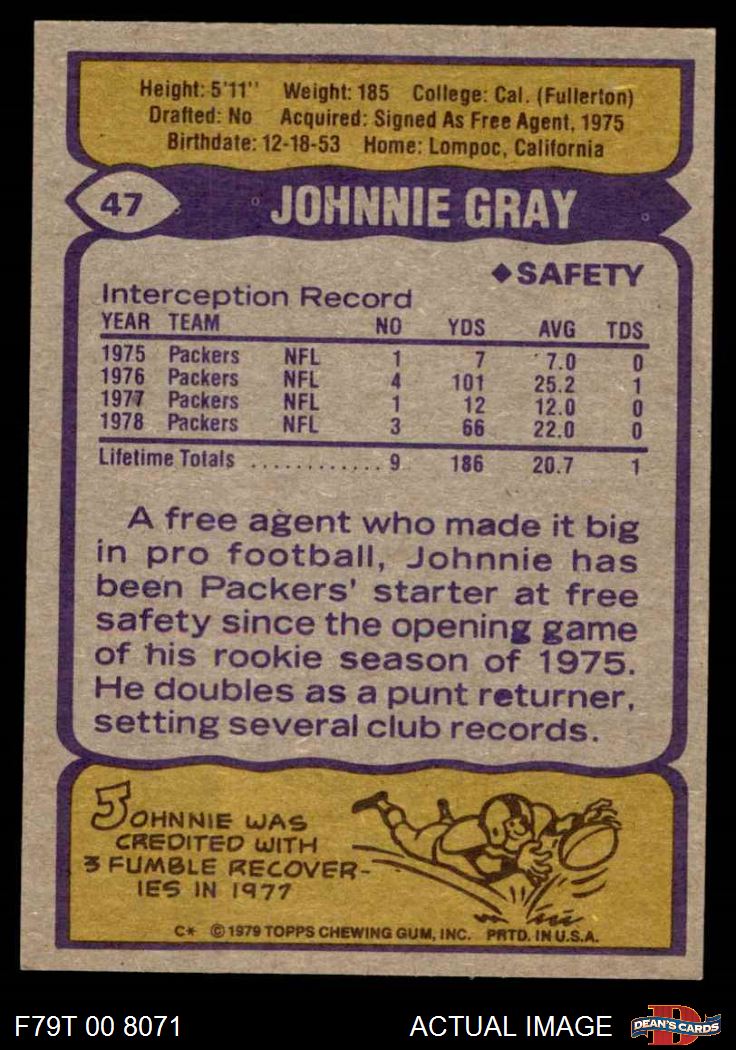 Height: 5'11" Weight: 185 College: Cal. (Fullerton)
Drafted: No Acquired: Signed As Free Agent, 1975
Birthdate: 12-18-53 Home: Lompoc, California
47 JOHNNIE GRAY
◆SAFETY
Interception Record
YEAR TEAM NO YDS AVG TDS
1975 Packers NFL 1 7 7.0 0
1976 Packers NFL 4 101 25.2 1
1977 Packers NFL 1 12 12.0 0
1978 Packers NFL 3 66 22.0 0
Lifetime Totals ............ 9 186 20.7 1
A free agent who made it big
in pro football, Johnnie has
been Packers' starter at free
safety since the opening game
of his rookie season of 1975.
He doubles as a punt returner,
setting several club records.
JOHNNIE WAS
CREDITED WITH
3 FUMBLE RECOVER-
IES IN 1977
C* © 1979 TOPPS CHEWING GUM, INC. PRTD. IN U.S.A.
F79T 00 8071 ACTUAL IMAGE D DEAN'S CARDS